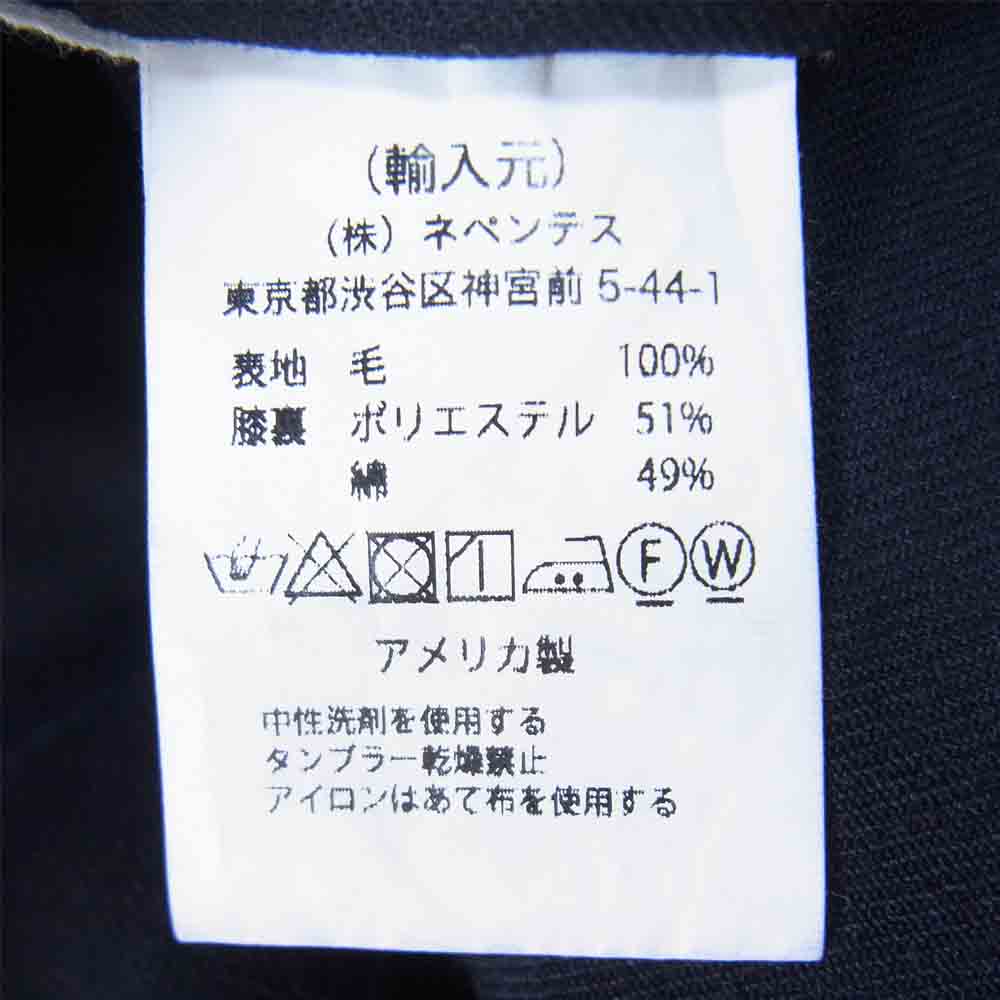 (輸入元)
(株) ネペンテス
東京都渋谷区神宮前 5-44-1
表地 毛 100%
膝裏 ポリエステル 51%
綿 49%
F W
アメリカ製
中性洗剤を使用する
タンブラー乾燥禁止
アイロンはあて布を使用する